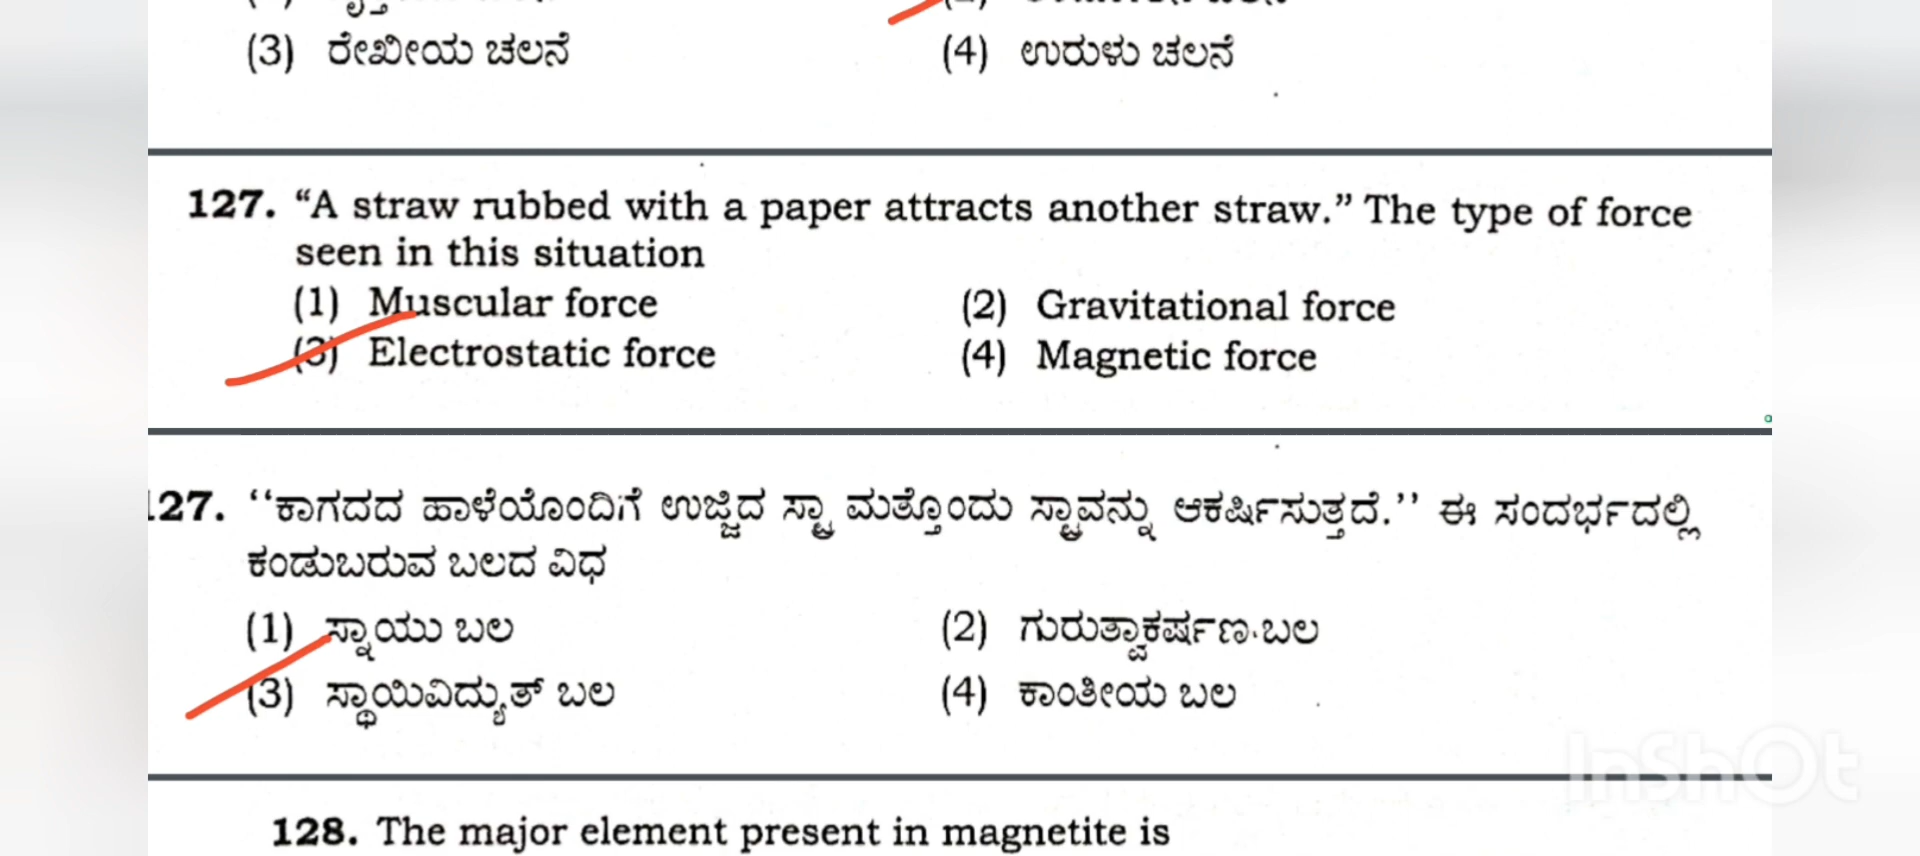 (3) ರೇಖೀಯ ಚಲನೆ (4) ಉರುಳು ಚಲನೆ
127. “A straw rubbed with a paper attracts another straw.” The type of force
seen in this situation
(1) Muscular force (2) Gravitational force
(3) Electrostatic force (4) Magnetic force
127. ‘‘ಕಾಗದದ ಹಾಳೆಯೊಂದಿಗೆ ಉಜ್ಜಿದ ಸ್ಟ್ರಾ ಮತ್ತೊಂದು ಸ್ಟ್ರಾವನ್ನು ಆಕರ್ಷಿಸುತ್ತದೆ.’’ ಈ ಸಂದರ್ಭದಲ್ಲಿ
ಕಂಡುಬರುವ ಬಲದ ವಿಧ
(1) ಸ್ನಾಯು ಬಲ (2) ಗುರುತ್ವಾಕರ್ಷಣ ಬಲ
(3) ಸ್ಥಾಯಿವಿದ್ಯುತ್ ಬಲ (4) ಕಾಂತೀಯ ಬಲ
InShOt
128. The major element present in magnetite is